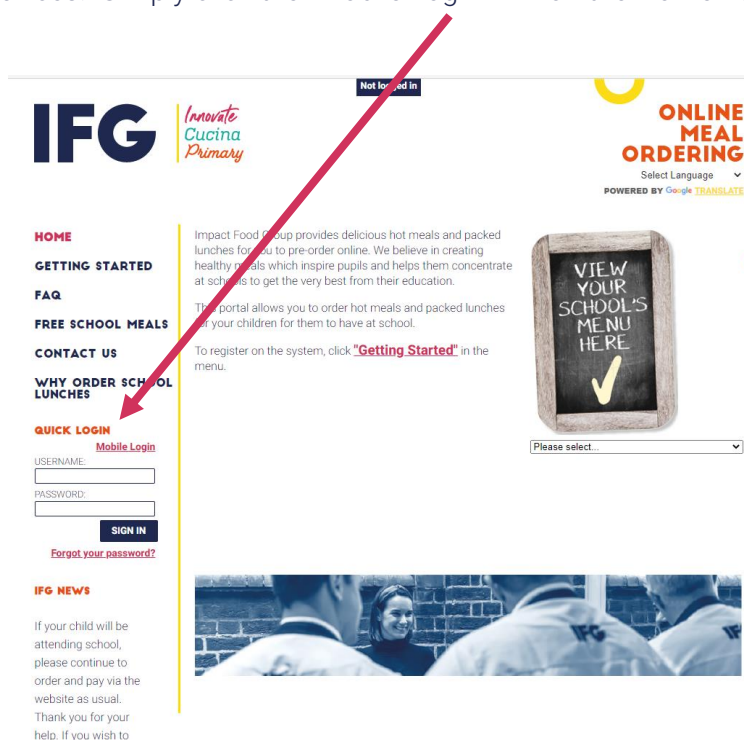 Not logged in
IFG
Innovate
Cucina
Primary
ONLINE
MEAL
ORDERING
Select Language
POWERED BY Google TRANSLATE
HOME
GETTING STARTED
FAQ
FREE SCHOOL MEALS
CONTACT US
WHY ORDER SCHOOL
LUNCHES
Impact Food Group provides delicious hot meals and packed
lunches for you to pre-order online. We believe in creating
healthy meals which inspire pupils and helps them concentrate
at schools to get the very best from their education.
This portal allows you to order hot meals and packed lunches
for your children for them to have at school.
To register on the system, click "Getting Started" in the
menu.
VIEW
YOUR
SCHOOL'S
MENU
HERE
Please select...
QUICK LOGIN
Mobile Login
USERNAME:
PASSWORD:
SIGN IN
Forgot your password?
IFG NEWS
If your child will be
attending school,
please continue to
order and pay via the
website as usual.
Thank you for your
help. If you wish to
IFG